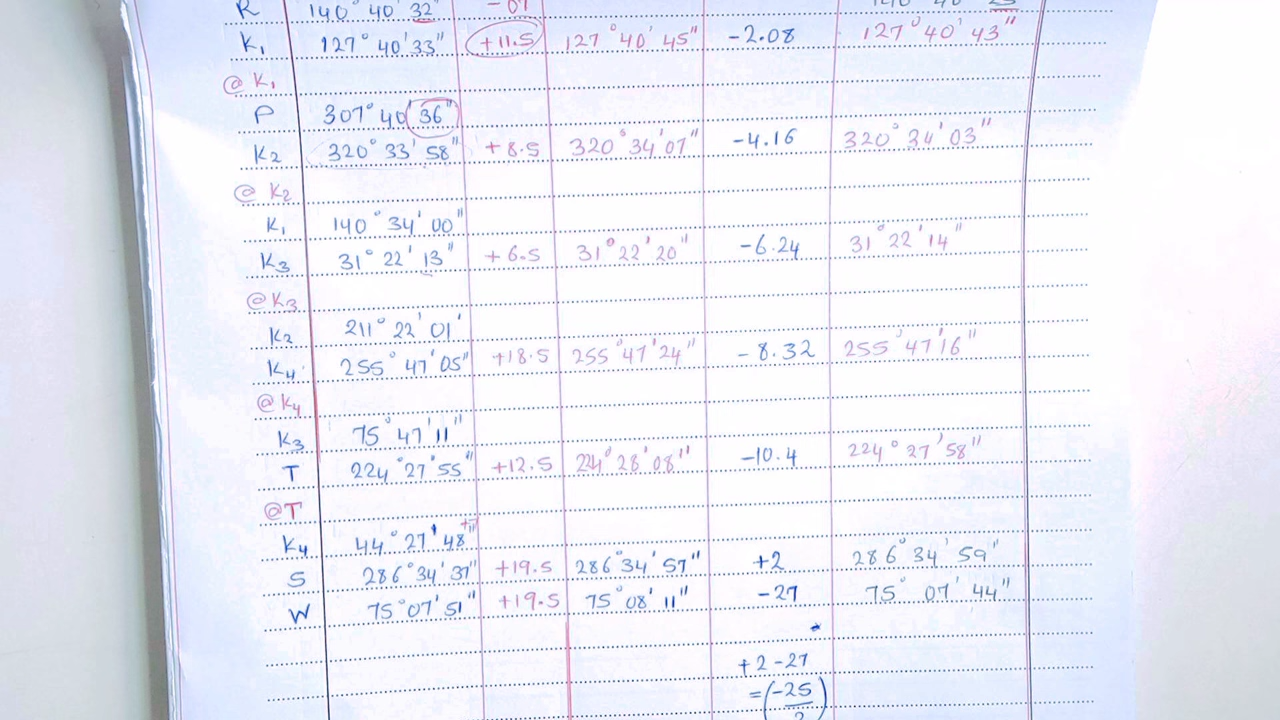 R 140° 40' 32" -01
K₁ 127° 40' 33" +11.5 127° 40' 45" -2.08 127° 40' 43"
@ K₁
P 307° 40' 36"
K₂ 320° 33' 58" +8.5 320° 34' 07" -4.16 320° 34' 03"
@ K₂
K₁ 140° 34' 00"
K₃ 31° 22' 13" +6.5 31° 22' 20" -6.24 31° 22' 14"
@ K₃
K₂ 211° 22' 01'
K₄ 255° 47' 05" +18.5 255° 47' 24" -8.32 255° 47' 16"
@ K₄
K₃ 75° 47' 11"
T 224° 27' 55" +12.5 224° 28' 08" -10.4 224° 27' 58"
@ T
K₄ 44° 27' 48"
S 286° 34' 37" +19.5 286° 34' 57" +2 286° 34' 59"
W 75° 07' 51" +19.5 75° 08' 11" -27 75° 07' 44"
+2 -27
= (-25